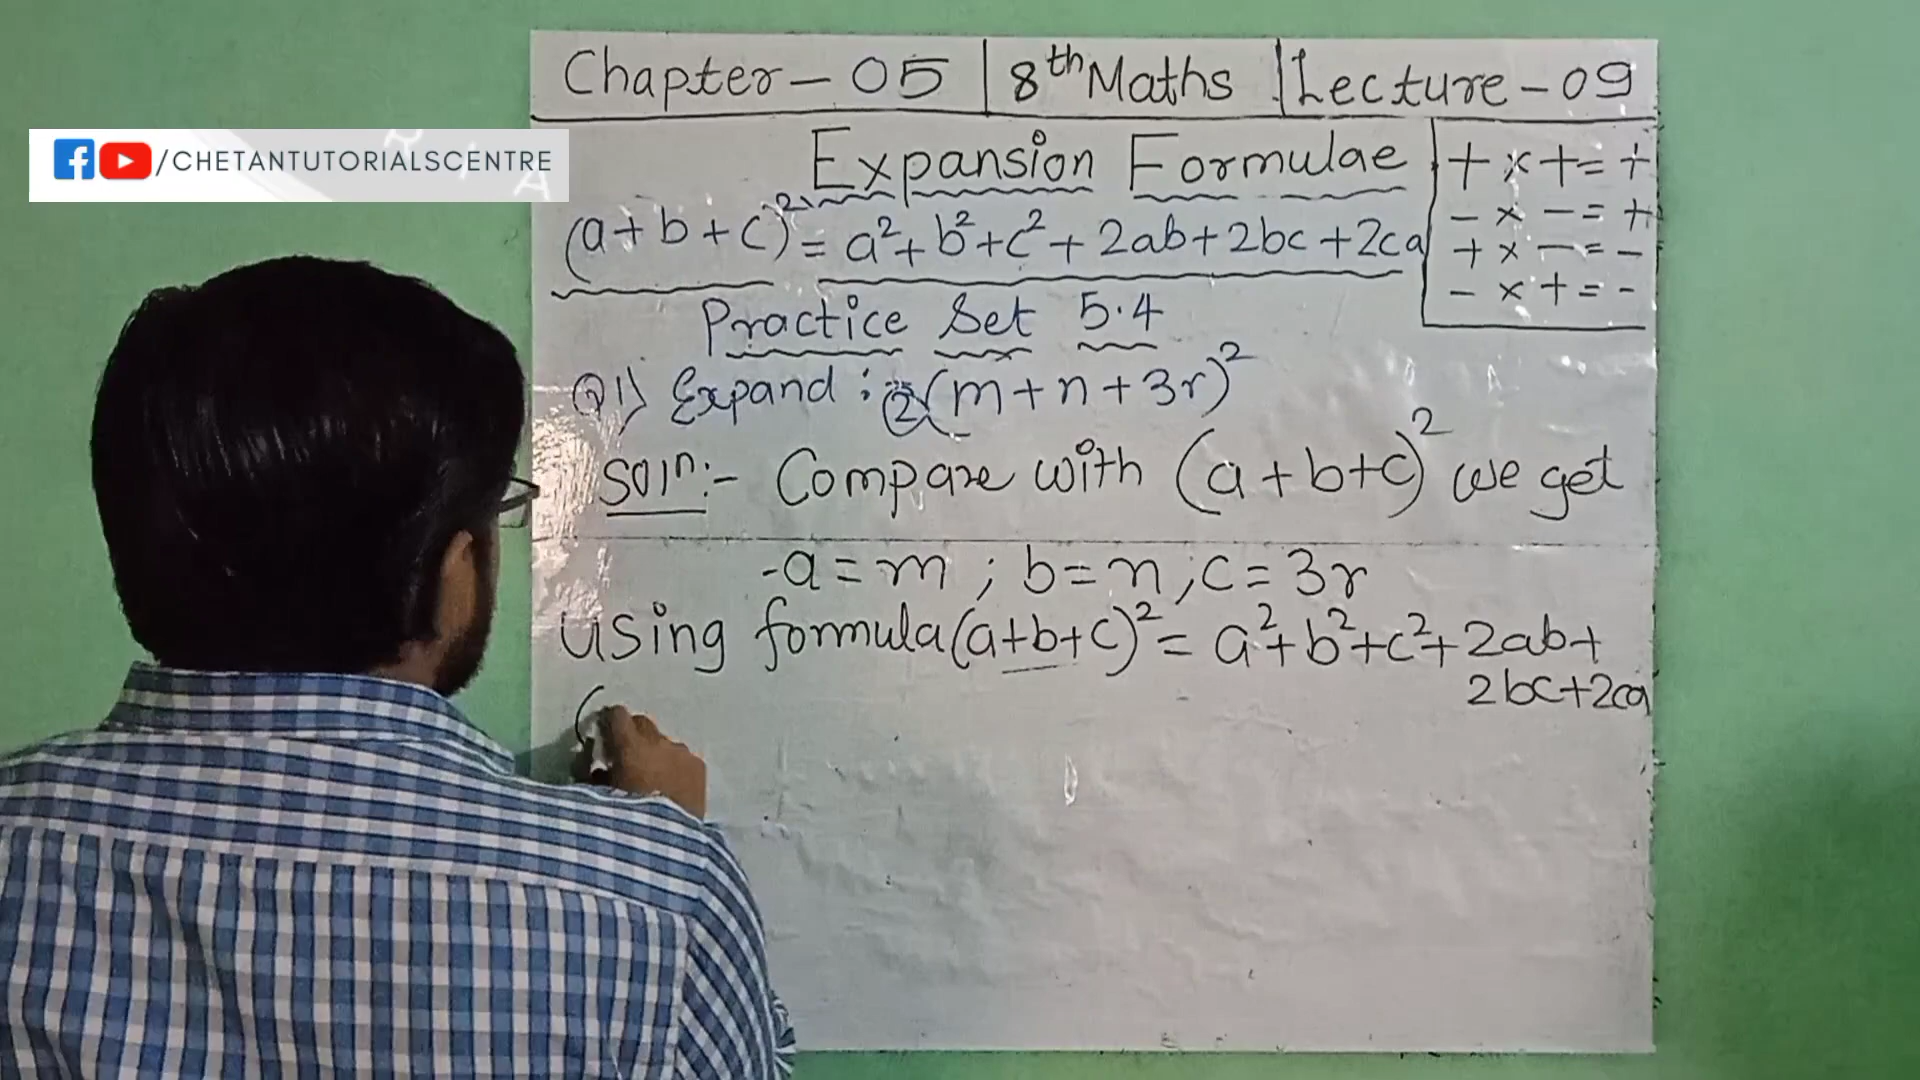 Chapter - 05 | 8th Maths | Lecture - 09
/CHETANTUTORIALSCENTRE
Expansion Formulae
+ × + = +
- × - = +
+ × - = -
- × + = -
(a+b+c)² = a²+b²+c²+2ab+2bc+2ca
Practice Set 5.4
Q1) Expand : (2) (m+n+3r)²
Soln:- Compare with (a+b+c)² we get
-a = m ; b = n ; c = 3r
Using formula (a+b+c)² = a²+b²+c²+2ab+
2bc+2ca
(